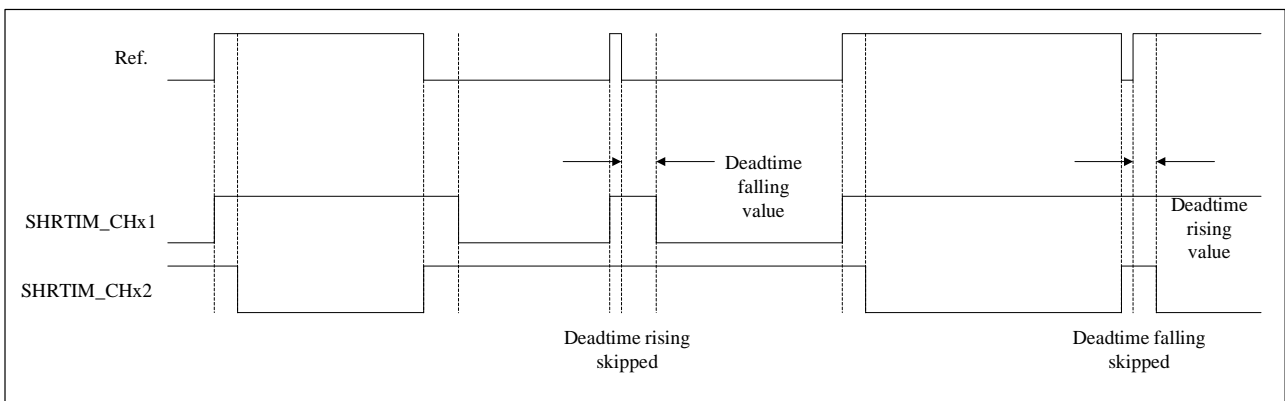 Ref.
Deadtime
falling
value
SHRTIM_CHx1
Deadtime
rising
value
SHRTIM_CHx2
Deadtime rising
skipped
Deadtime falling
skipped